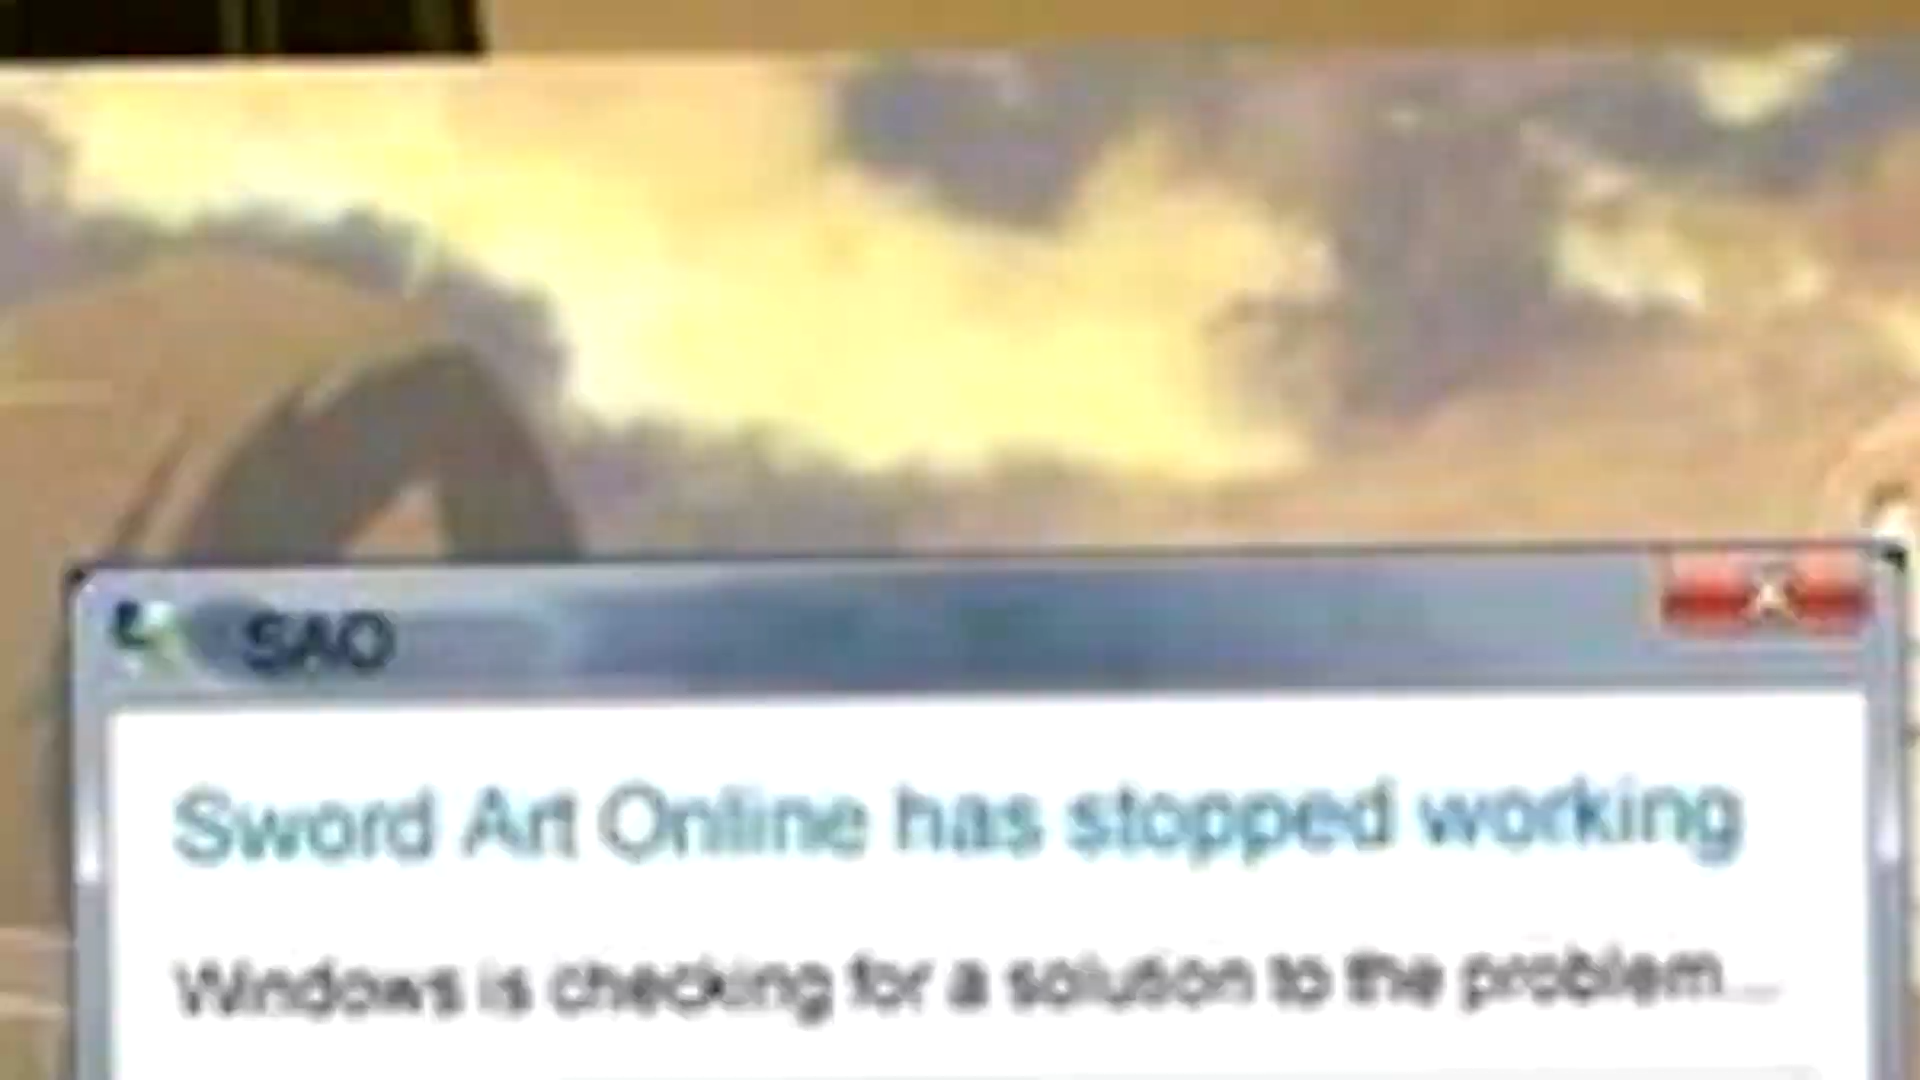 SAO
Sword Art Online has stopped working
Windows is checking for a solution to the problem...